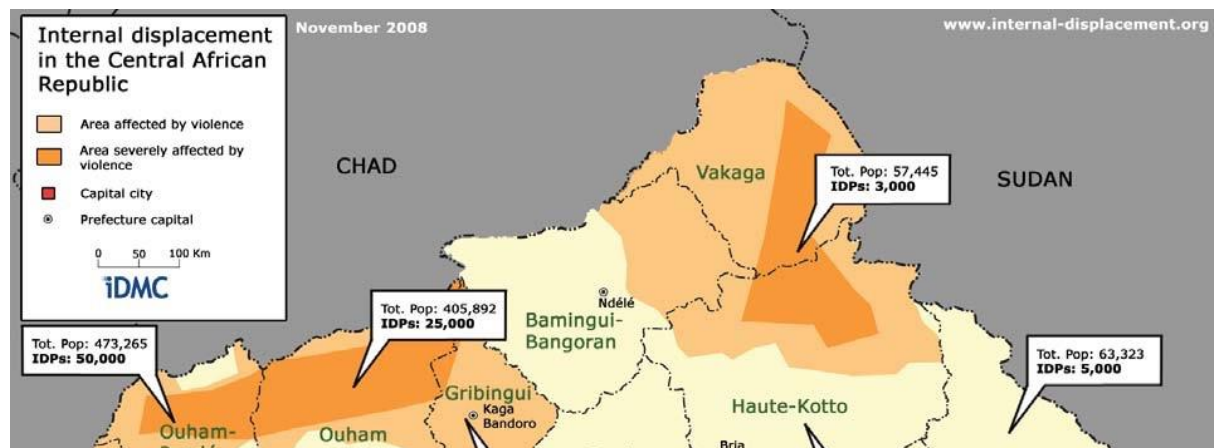 Internal displacement
in the Central African
Republic
Area affected by violence
Area severely affected by
violence
Capital city
Prefecture capital
0 50 100 Km
iDMC
November 2008
www.internal-displacement.org
CHAD
SUDAN
Vakaga
Tot. Pop: 57,445
IDPs: 3,000
Ndélé
Bamingui-
Bangoran
Tot. Pop: 405,892
IDPs: 25,000
Tot. Pop: 473,265
IDPs: 50,000
Tot. Pop: 63,323
IDPs: 5,000
Gribingui
Kaga
Bandoro
Haute-Kotto
Ouham-
Ouham
Bria